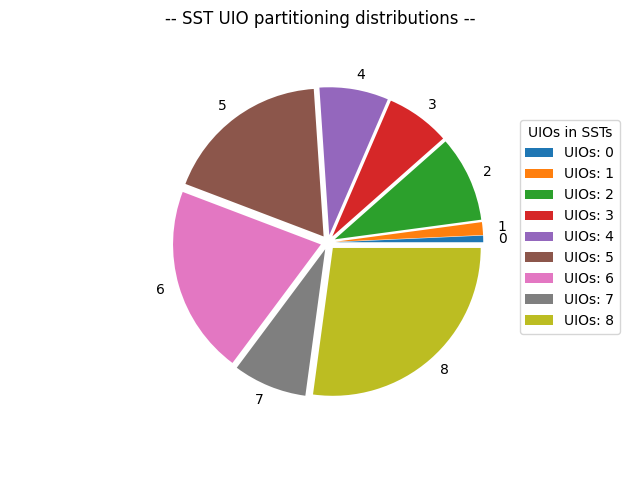 -- SST UIO partitioning distributions --
4
5
3
2
1
0
6
7
8
UIOs in SSTs
UIOs: 0
UIOs: 1
UIOs: 2
UIOs: 3
UIOs: 4
UIOs: 5
UIOs: 6
UIOs: 7
UIOs: 8